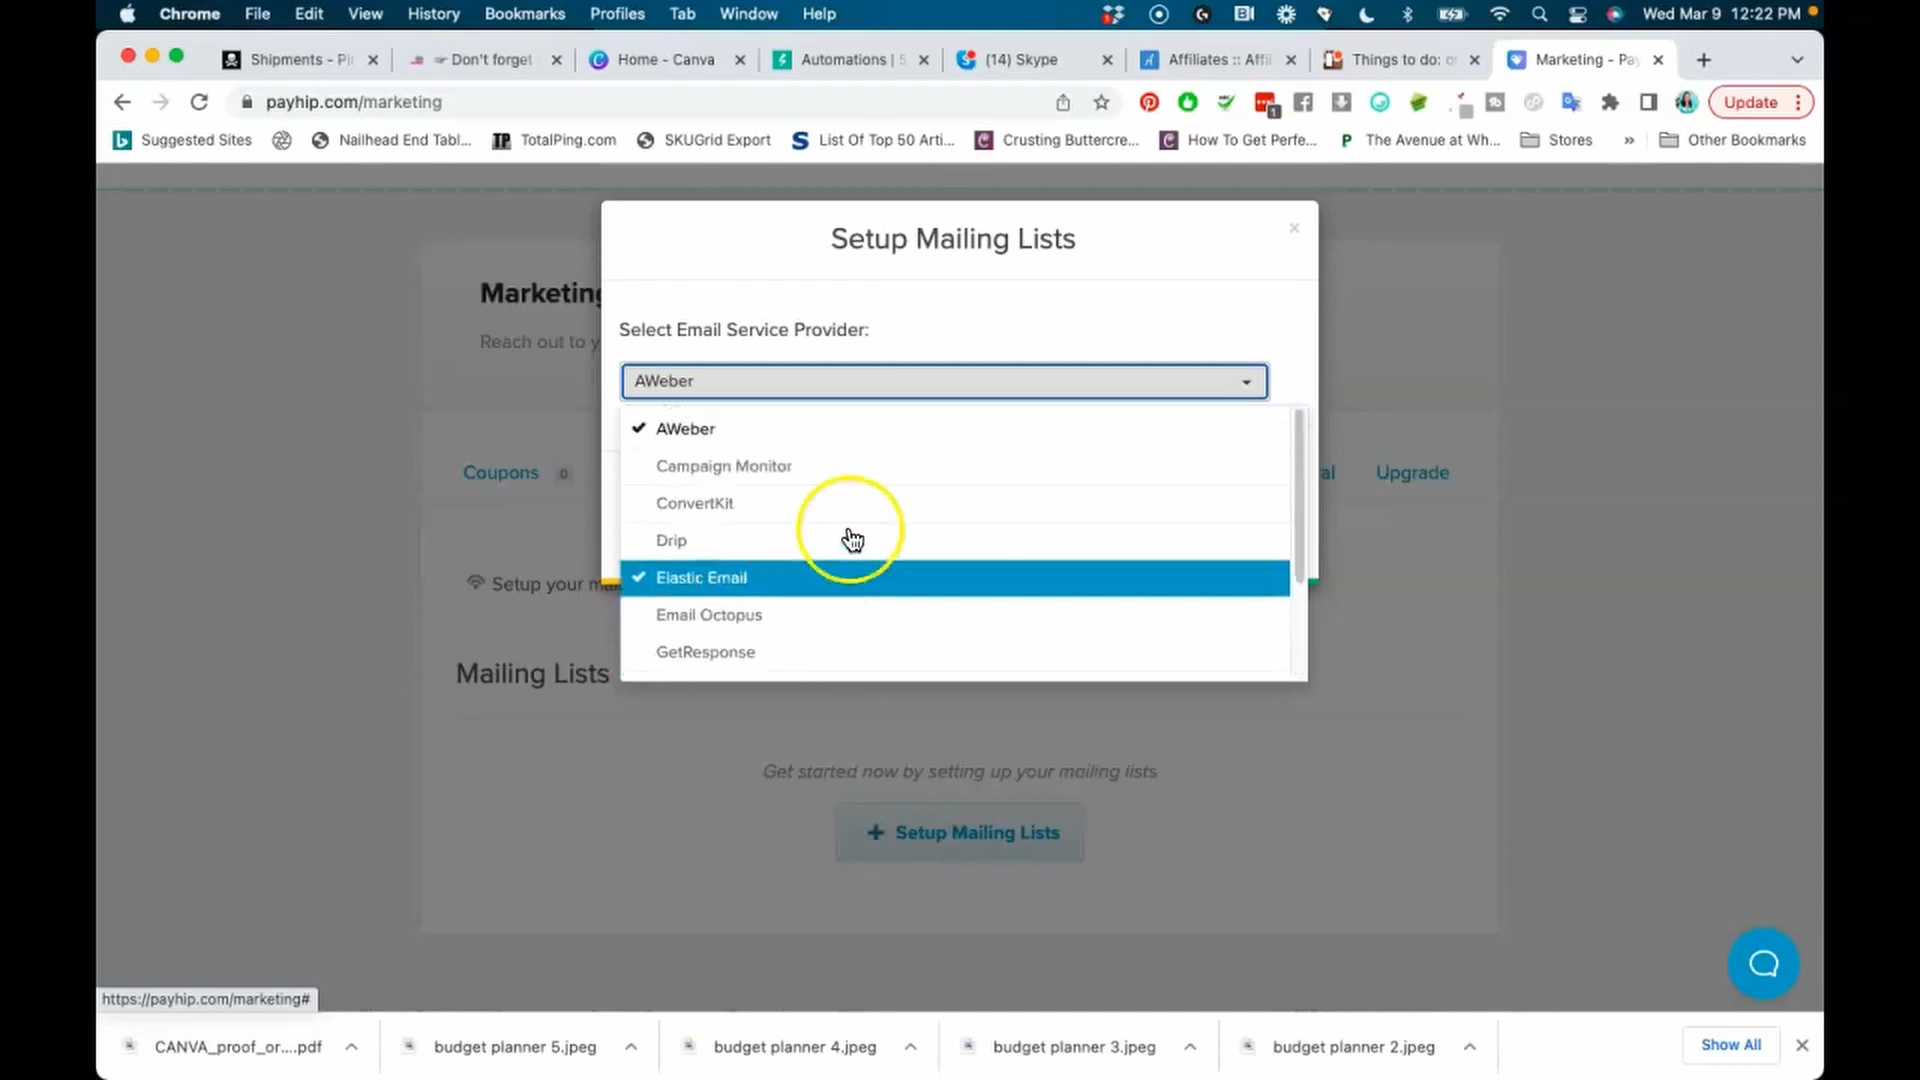 Chrome File Edit View History Bookmarks Profiles Tab Window Help Wed Mar 9 12:22 PM
Shipments - Pi Don't forget Home - Canva Automations | S (14) Skype Affiliates :: Affil Things to do: o Marketing - Pay
payhip.com/marketing Update
Suggested Sites Nailhead End Tabl... TotalPing.com SKUGrid Export List Of Top 50 Arti... Crusting Buttercre... How To Get Perfe... The Avenue at Wh... Stores » Other Bookmarks
Setup Mailing Lists ×
Marketing
Reach out to y
Select Email Service Provider:
AWeber
AWeber
Campaign Monitor
ConvertKit
Drip
Elastic Email
Email Octopus
GetResponse
Coupons 0 al Upgrade
Setup your mai
Mailing Lists
Get started now by setting up your mailing lists
+ Setup Mailing Lists
https://payhip.com/marketing#
CANVA_proof_or....pdf budget planner 5.jpeg budget planner 4.jpeg budget planner 3.jpeg budget planner 2.jpeg Show All